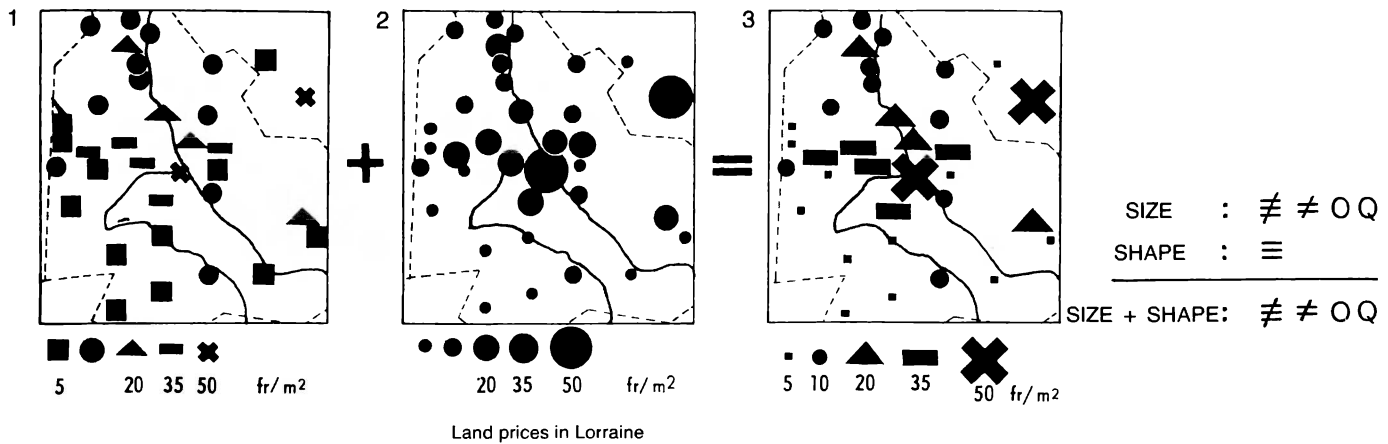 1
2
3
+
=
SIZE : ≢ ≠ O Q
SHAPE : ≡
SIZE + SHAPE: ≢ ≠ O Q
5 20 35 50 fr/m²
20 35 50 fr/m²
5 10 20 35 50 fr/m²
Land prices in Lorraine